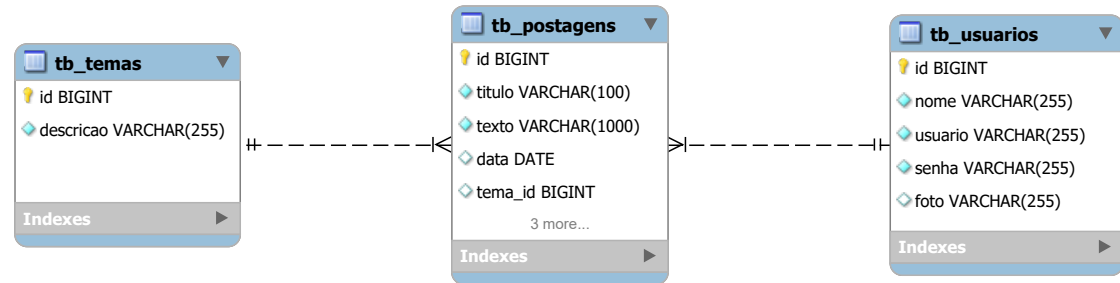 tb_temas
id BIGINT
descricao VARCHAR(255)
Indexes
tb_postagens
id BIGINT
titulo VARCHAR(100)
texto VARCHAR(1000)
data DATE
tema_id BIGINT
3 more...
Indexes
tb_usuarios
id BIGINT
nome VARCHAR(255)
usuario VARCHAR(255)
senha VARCHAR(255)
foto VARCHAR(255)
Indexes